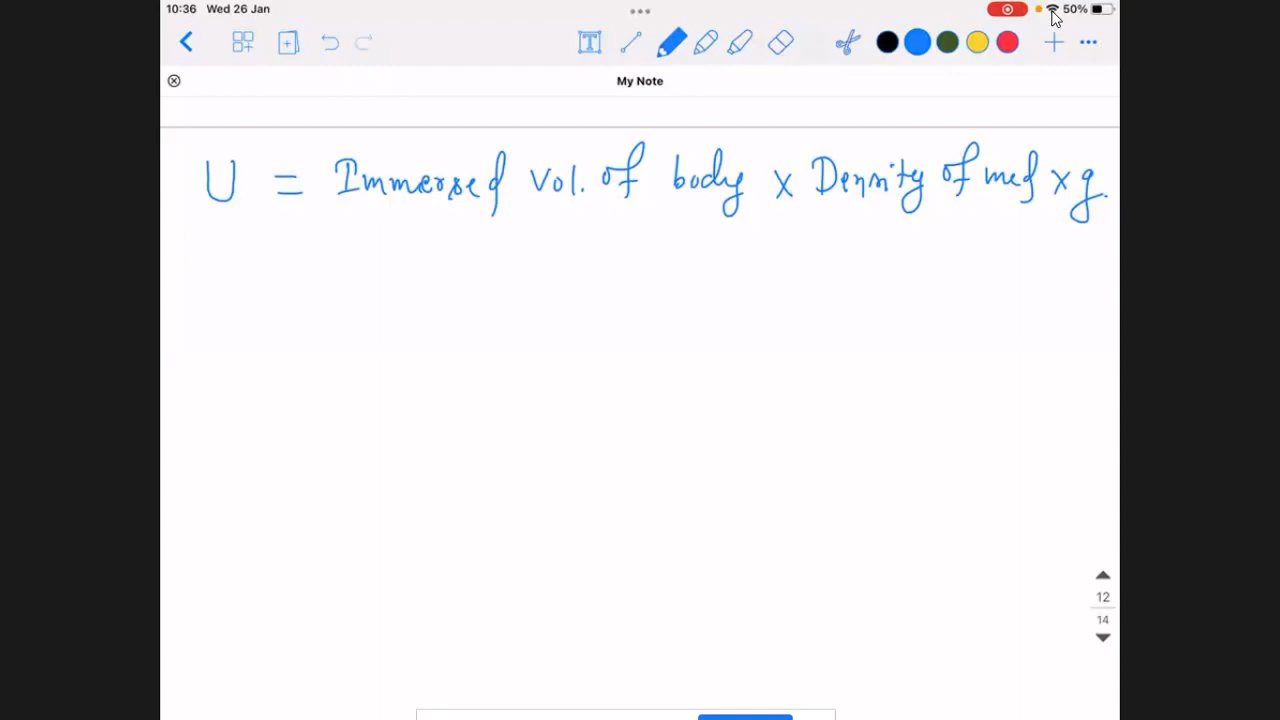 10:36 Wed 26 Jan 50%
My Note
U = Immersed vol. of body x Density of med x g.
12
14